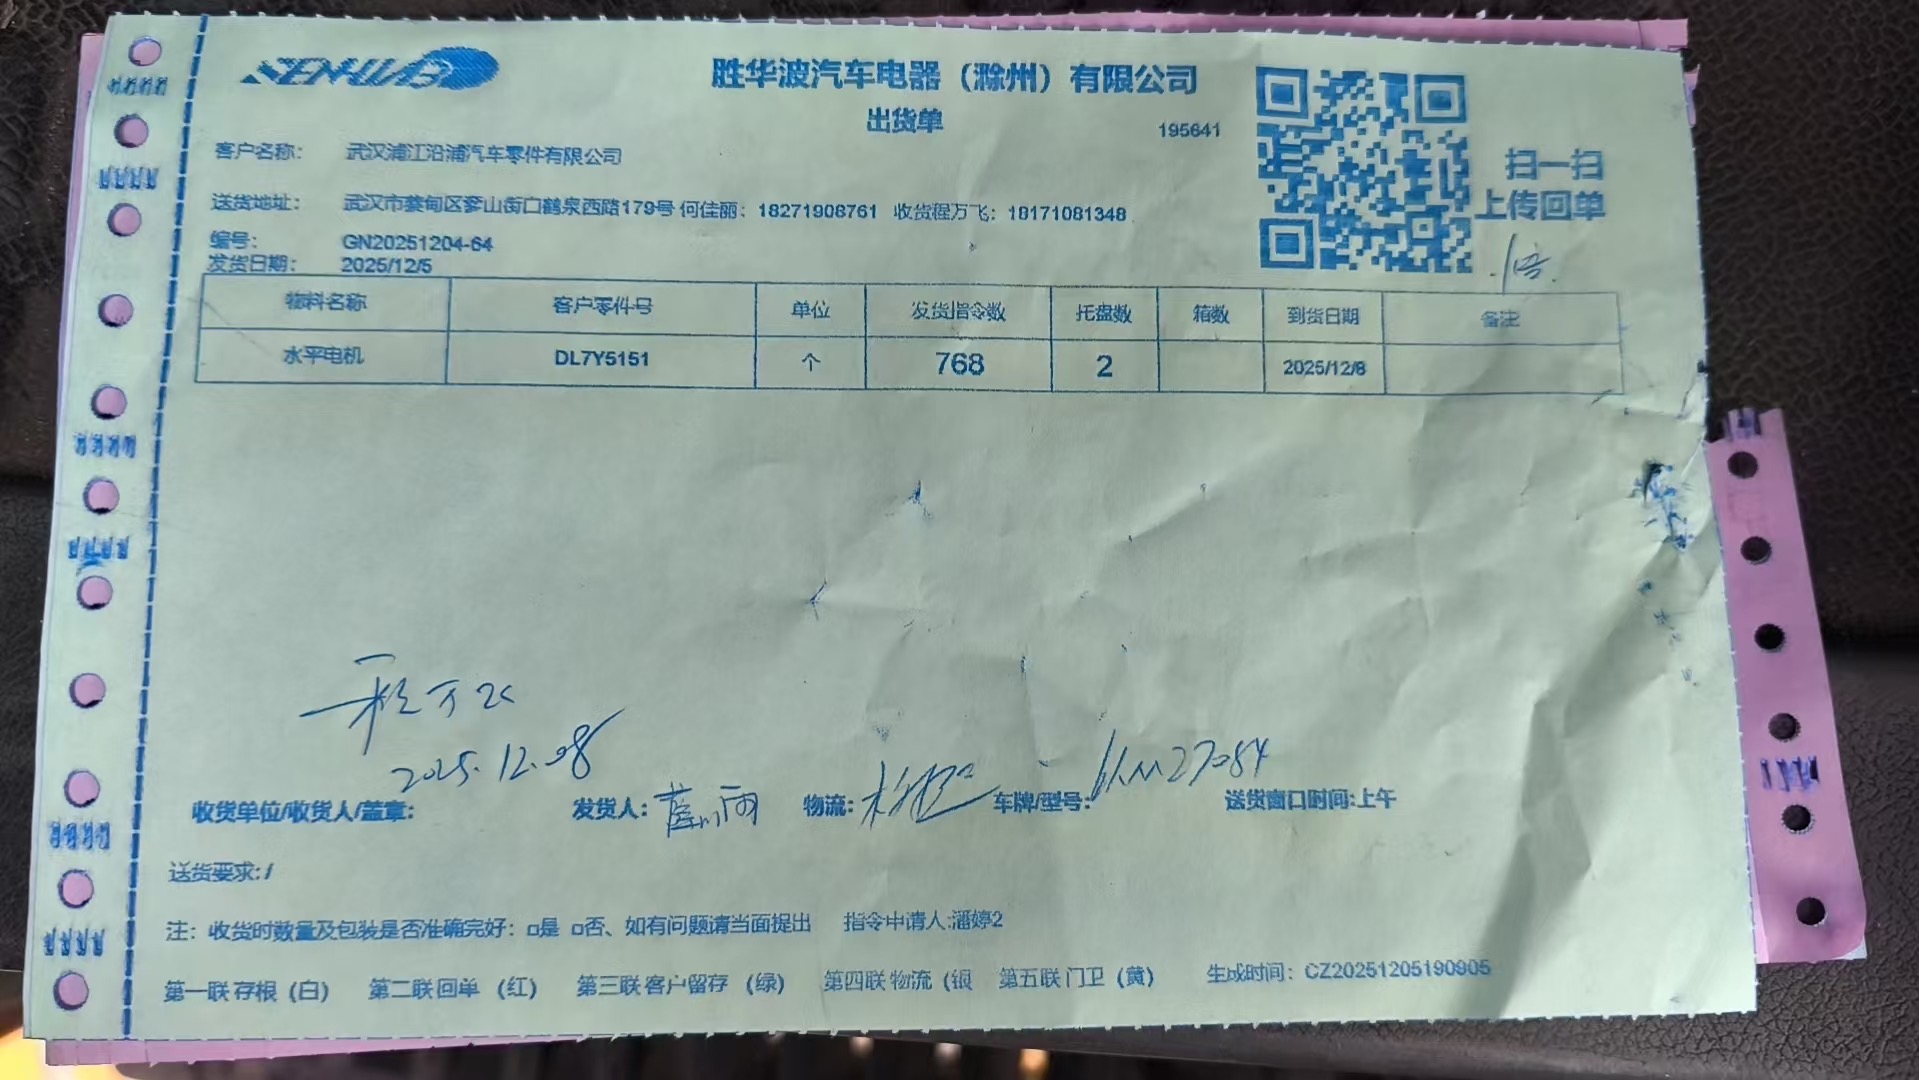 SENHUBO
胜华波汽车电器（滁州）有限公司
出货单
195641
扫一扫
上传回单
客户名称： 武汉浦江沿浦汽车零件有限公司
送货地址： 武汉市蔡甸区奓山街门鹤泉西路179号 何佳丽：18271908761 收货程万飞：18171081348
编号： GN20251204-64
发货日期： 2025/12/5
物料名称 客户零件号 单位 发货指令数 托盘数 箱数 到货日期 备注
水平电机 DL7Y5151 个 768 2 2025/12/8
程万飞
2025.12.08
收货单位/收货人/盖章： 发货人： 物流： 车牌/型号： 送货窗口时间:上午
送货要求:/
注：收货时数量及包装是否准确完好：□是 □否、如有问题请当面提出 指令申请人:潘婷2
第一联存根（白） 第二联回单（红） 第三联客户留存（绿） 第四联物流（银 第五联门卫（黄） 生成时间：CZ20251205190905